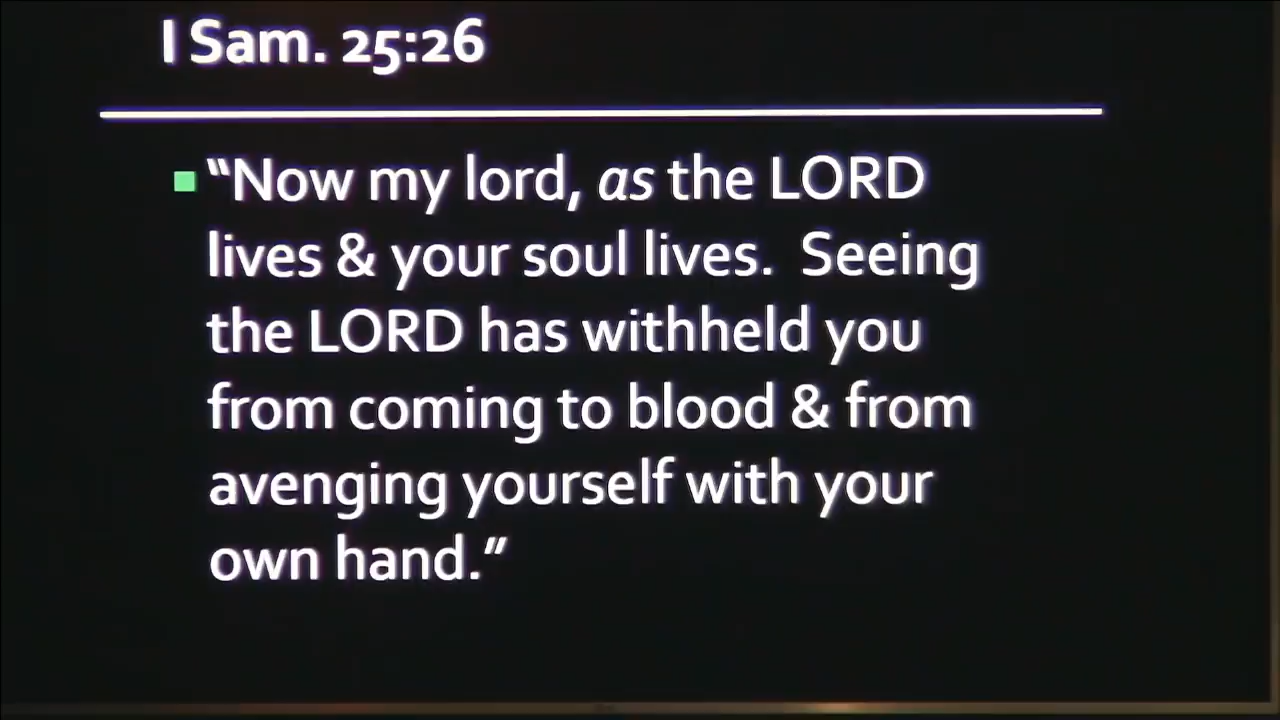 I Sam. 25:26
“Now my lord, as the LORD
lives & your soul lives.  Seeing
the LORD has withheld you
from coming to blood & from
avenging yourself with your
own hand.”